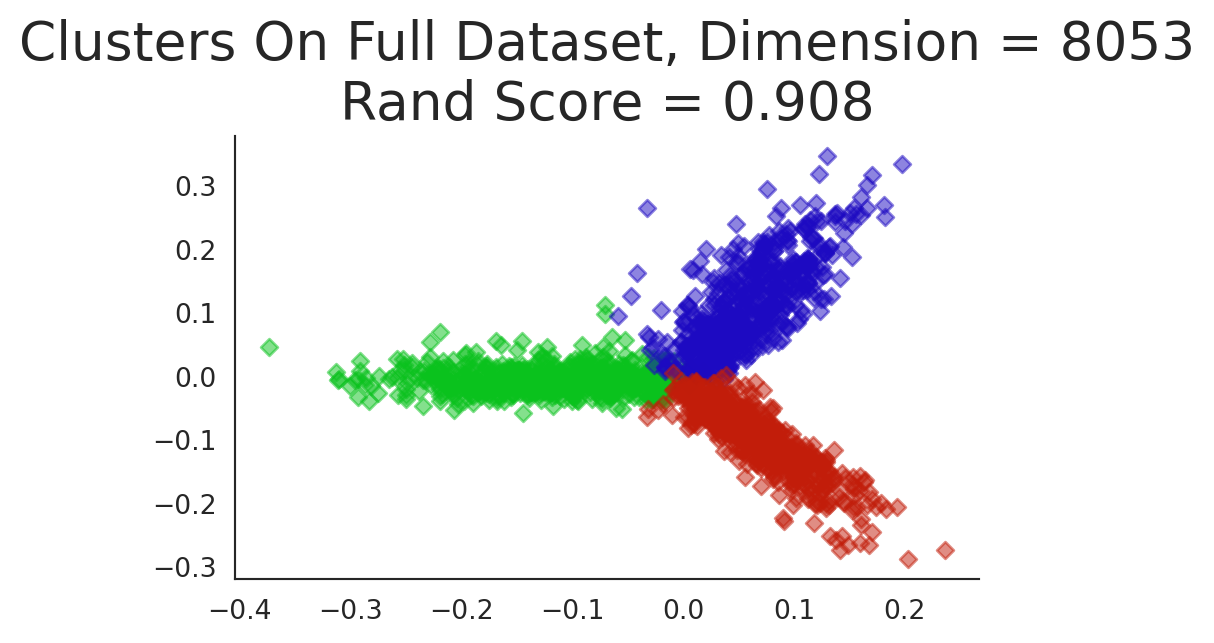 Clusters On Full Dataset, Dimension = 8053
Rand Score = 0.908
0.3
0.2
0.1
0.0
−0.1
−0.2
−0.3
−0.4 −0.3 −0.2 −0.1 0.0 0.1 0.2